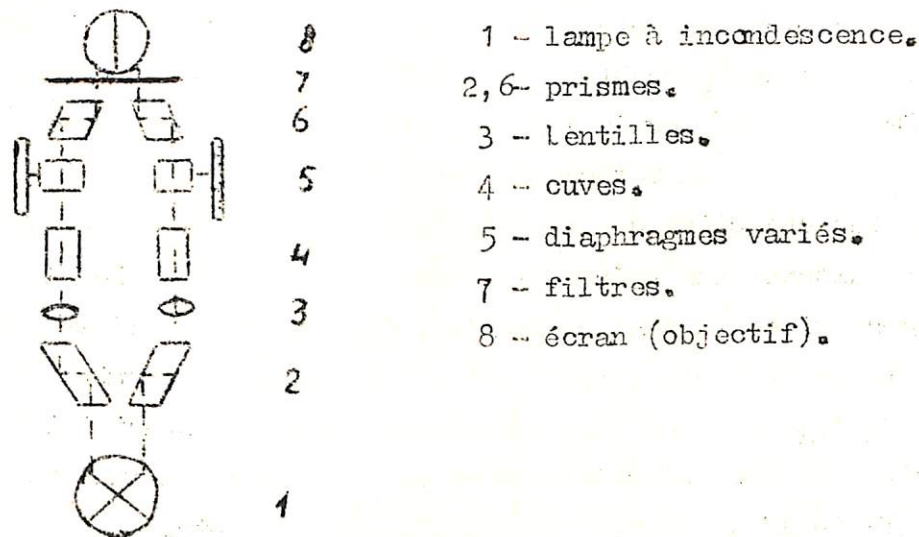 8
7
6
5
4
3
2
1
1 - lampe à incondescence.
2,6- prismes.
3 - Lentilles.
4 - cuves.
5 - diaphragmes variés.
7 - filtres.
8 - écran (objectif).